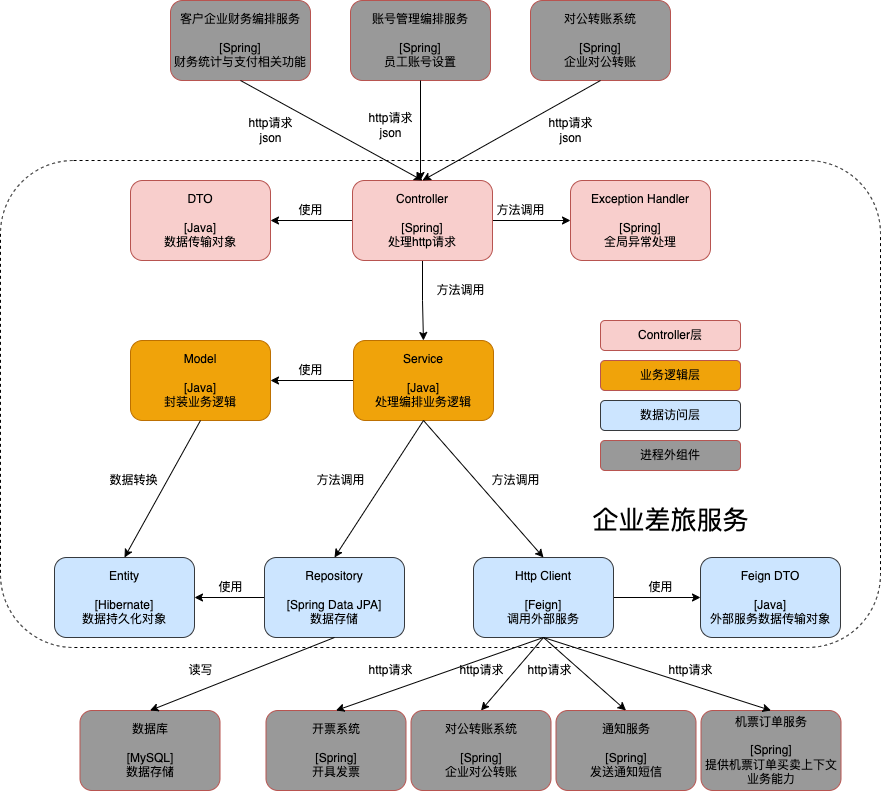 客户企业财务编排服务
[Spring]
财务统计与支付相关功能
账号管理编排服务
[Spring]
员工账号设置
对公转账系统
[Spring]
企业对公转账
http请求
json
http请求
json
http请求
json
DTO
[Java]
数据传输对象
使用
Controller
[Spring]
处理http请求
方法调用
Exception Handler
[Spring]
全局异常处理
方法调用
Controller层
业务逻辑层
数据访问层
进程外组件
Model
[Java]
封装业务逻辑
使用
Service
[Java]
处理编排业务逻辑
数据转换
方法调用
方法调用
企业差旅服务
Entity
[Hibernate]
数据持久化对象
使用
Repository
[Spring Data JPA]
数据存储
Http Client
[Feign]
调用外部服务
使用
Feign DTO
[Java]
外部服务数据传输对象
读写
http请求
http请求
http请求
http请求
数据库
[MySQL]
数据存储
开票系统
[Spring]
开具发票
对公转账系统
[Spring]
企业对公转账
通知服务
[Spring]
发送通知短信
机票订单服务
[Spring]
提供机票订单买卖上下文
业务能力